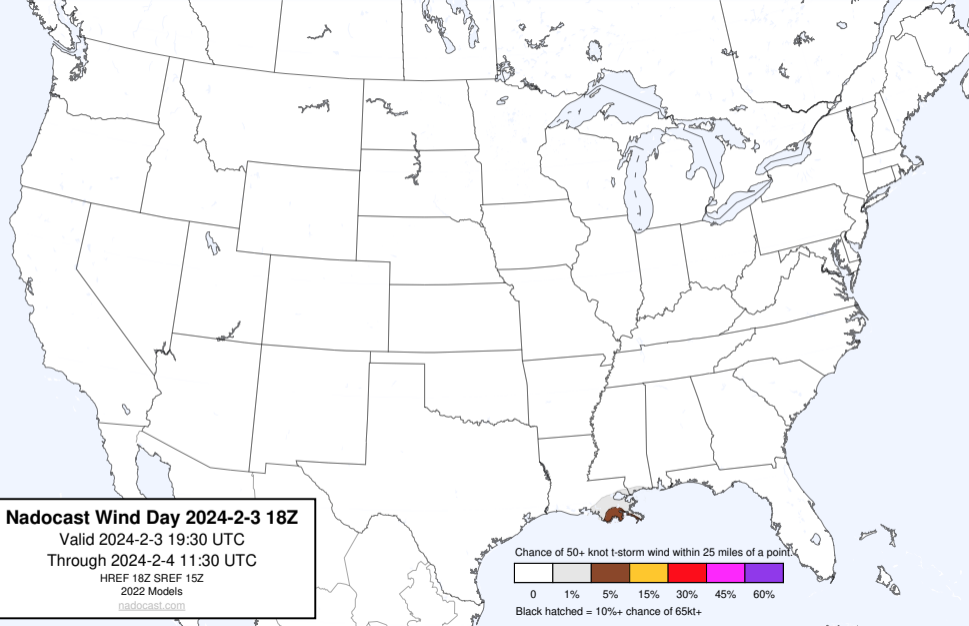 Nadocast Wind Day 2024-2-3 18Z
Valid 2024-2-3 19:30 UTC
Through 2024-2-4 11:30 UTC
HREF 18Z SREF 15Z
2022 Models
nadocast.com
Chance of 50+ knot t-storm wind within 25 miles of a point.
0 1% 5% 15% 30% 45% 60%
Black hatched = 10%+ chance of 65kt+